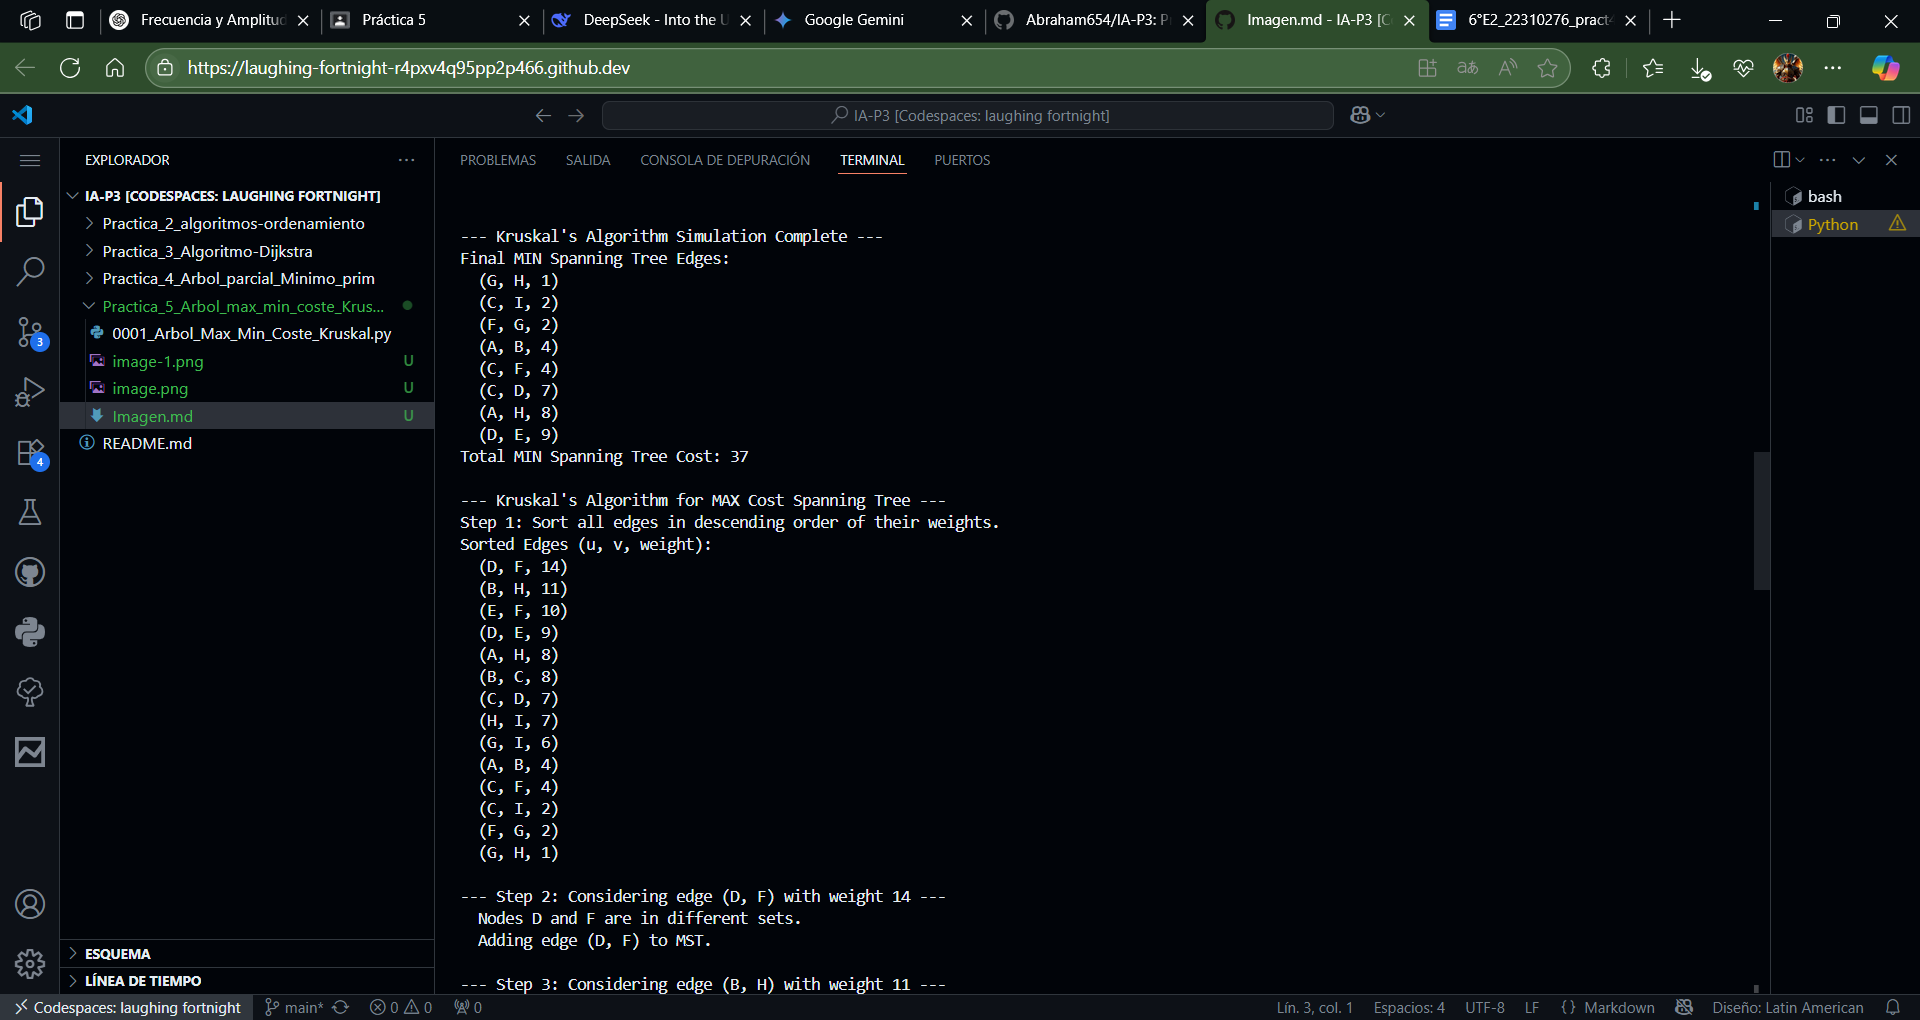 Frecuencia y Amplitud
Práctica 5
DeepSeek - Into the U
Google Gemini
Abraham654/IA-P3: P
Imagen.md - IA-P3 [C
6°E2_22310276_pract4
https://laughing-fortnight-r4pxv4q95pp2p466.github.dev
IA-P3 [Codespaces: laughing fortnight]
EXPLORADOR
IA-P3 [CODESPACES: LAUGHING FORTNIGHT]
Practica_2_algoritmos-ordenamiento
Practica_3_Algoritmo-Dijkstra
Practica_4_Arbol_parcial_Minimo_prim
Practica_5_Arbol_max_min_coste_Krus...
0001_Arbol_Max_Min_Coste_Kruskal.py
image-1.png U
image.png U
Imagen.md U
README.md
3
4
ESQUEMA
LÍNEA DE TIEMPO
PROBLEMAS SALIDA CONSOLA DE DEPURACIÓN TERMINAL PUERTOS
bash
Python
--- Kruskal's Algorithm Simulation Complete ---
Final MIN Spanning Tree Edges:
(G, H, 1)
(C, I, 2)
(F, G, 2)
(A, B, 4)
(C, F, 4)
(C, D, 7)
(A, H, 8)
(D, E, 9)
Total MIN Spanning Tree Cost: 37
--- Kruskal's Algorithm for MAX Cost Spanning Tree ---
Step 1: Sort all edges in descending order of their weights.
Sorted Edges (u, v, weight):
(D, F, 14)
(B, H, 11)
(E, F, 10)
(D, E, 9)
(A, H, 8)
(B, C, 8)
(C, D, 7)
(H, I, 7)
(G, I, 6)
(A, B, 4)
(C, F, 4)
(C, I, 2)
(F, G, 2)
(G, H, 1)
--- Step 2: Considering edge (D, F) with weight 14 ---
Nodes D and F are in different sets.
Adding edge (D, F) to MST.
--- Step 3: Considering edge (B, H) with weight 11 ---
Codespaces: laughing fortnight main* 0 0 0 Lín. 3, col. 1 Espacios: 4 UTF-8 LF {} Markdown Diseño: Latin American